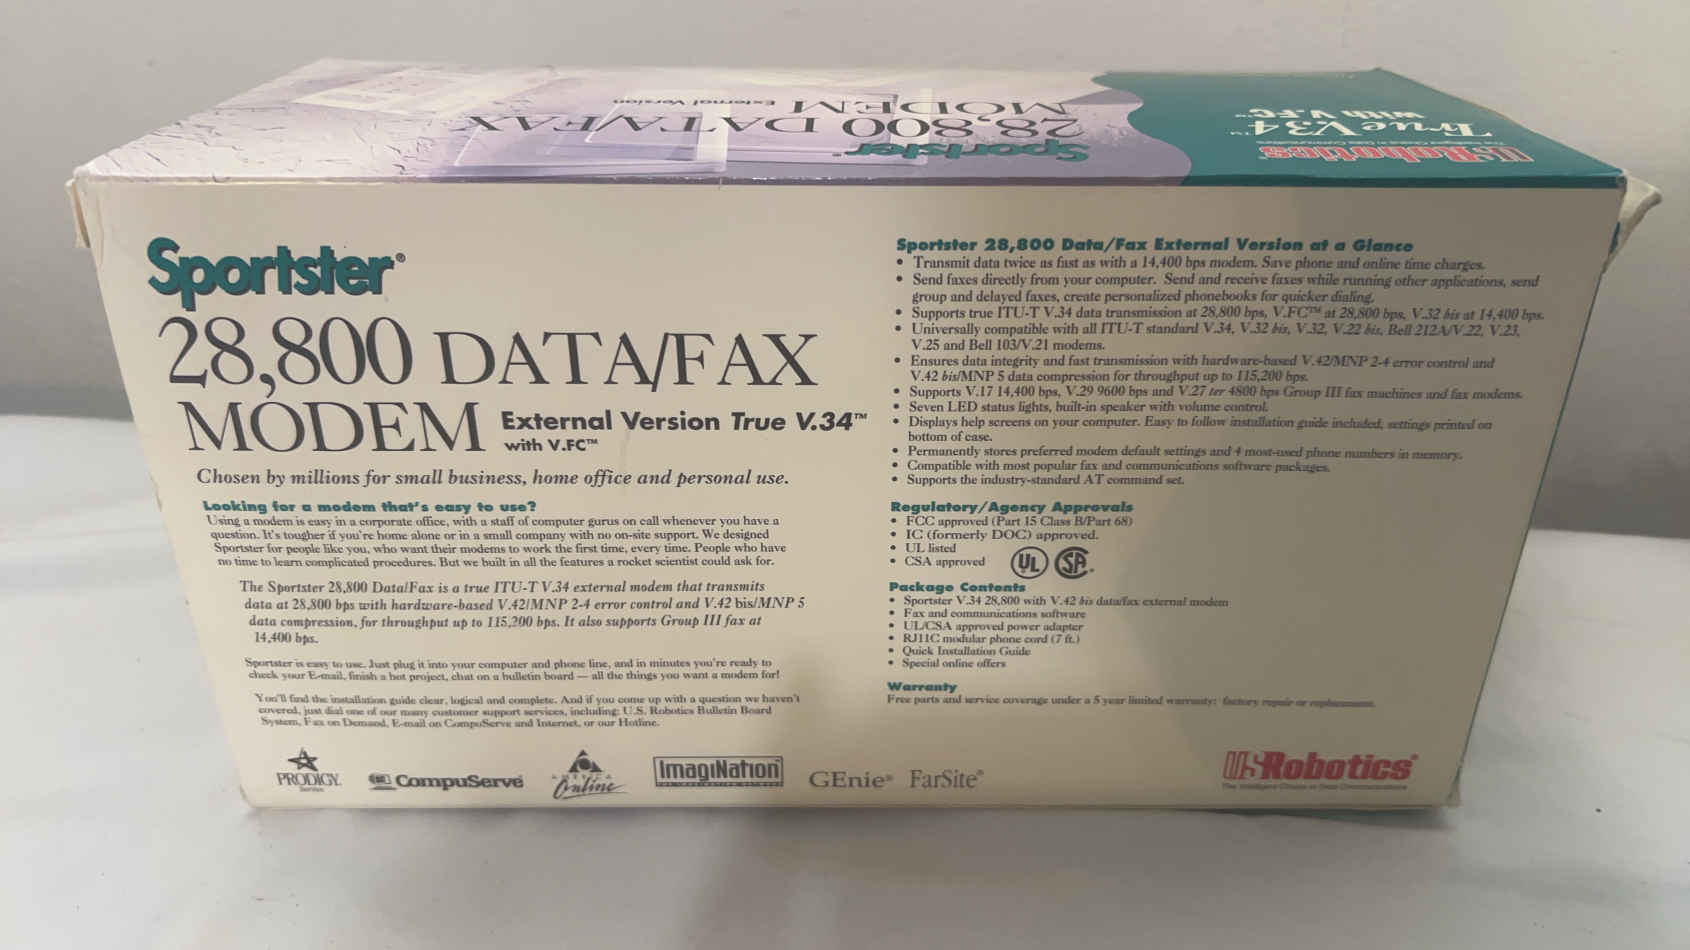 28,800 DATA/FAX
MODEM External Version
Sportster®
True V.34™
with V.FC™
USRobotics
The Intelligent Choice in Data Communications
Sportster®
28,800 DATA/FAX
MODEM External Version True V.34™
with V.FC™
Chosen by millions for small business, home office and personal use.
Looking for a modem that's easy to use?
Using a modem is easy in a corporate office, with a staff of computer gurus on call whenever you have a
question. It's tougher if you're home alone or in a small company with no on-site support. We designed
Sportster for people like you, who want their modems to work the first time, every time. People who have
no time to learn complicated procedures. But we built in all the features a rocket scientist could ask for.
The Sportster 28,800 Data/Fax is a true ITU-T V.34 external modem that transmits
data at 28,800 bps with hardware-based V.42/MNP 2-4 error control and V.42 bis/MNP 5
data compression, for throughput up to 115,200 bps. It also supports Group III fax at
14,400 bps.
Sportster is easy to use. Just plug it into your computer and phone line, and in minutes you're ready to
check your E-mail, finish a hot project, chat on a bulletin board — all the things you want a modem for!
You'll find the installation guide clear, logical and complete. And if you come up with a question we haven't
covered, just dial one of our many customer support services, including: U.S. Robotics Bulletin Board
System, Fax on Demand, E-mail on CompuServe and Internet, or our Hotline.
Sportster 28,800 Data/Fax External Version at a Glance
• Transmit data twice as fast as with a 14,400 bps modem. Save phone and online time charges.
• Send faxes directly from your computer. Send and receive faxes while running other applications, send
group and delayed faxes, create personalized phonebooks for quicker dialing.
• Supports true ITU-T V.34 data transmission at 28,800 bps, V.FC™ at 28,800 bps, V.32 bis at 14,400 bps.
• Universally compatible with all ITU-T standard V.34, V.32 bis, V.32, V.22 bis, Bell 212A/V.22, V.23,
V.25 and Bell 103/V.21 modems.
• Ensures data integrity and fast transmission with hardware-based V.42/MNP 2-4 error control and
V.42 bis/MNP 5 data compression for throughput up to 115,200 bps.
• Supports V.17 14,400 bps, V.29 9600 bps and V.27 ter 4800 bps Group III fax machines and fax modems.
• Seven LED status lights, built-in speaker with volume control.
• Displays help screens on your computer. Easy to follow installation guide included, settings printed on
bottom of case.
• Permanently stores preferred modem default settings and 4 most-used phone numbers in memory.
• Compatible with most popular fax and communications software packages.
• Supports the industry-standard AT command set.
Regulatory/Agency Approvals
• FCC approved (Part 15 Class B/Part 68)
• IC (formerly DOC) approved.
• UL listed
• CSA approved
UL SA
Package Contents
• Sportster V.34 28,800 with V.42 bis data/fax external modem
• Fax and communications software
• UL/CSA approved power adapter
• RJ11C modular phone cord (7 ft.)
• Quick Installation Guide
• Special online offers
Warranty
Free parts and service coverage under a 5 year limited warranty: factory repair or replacement.
PRODIGY
Service
CompuServe
AMERICA
Online
ImagiNation
THE IMAGINATION NETWORK
GEnie®
FarSite®
USRobotics®
The Intelligent Choice in Data Communications